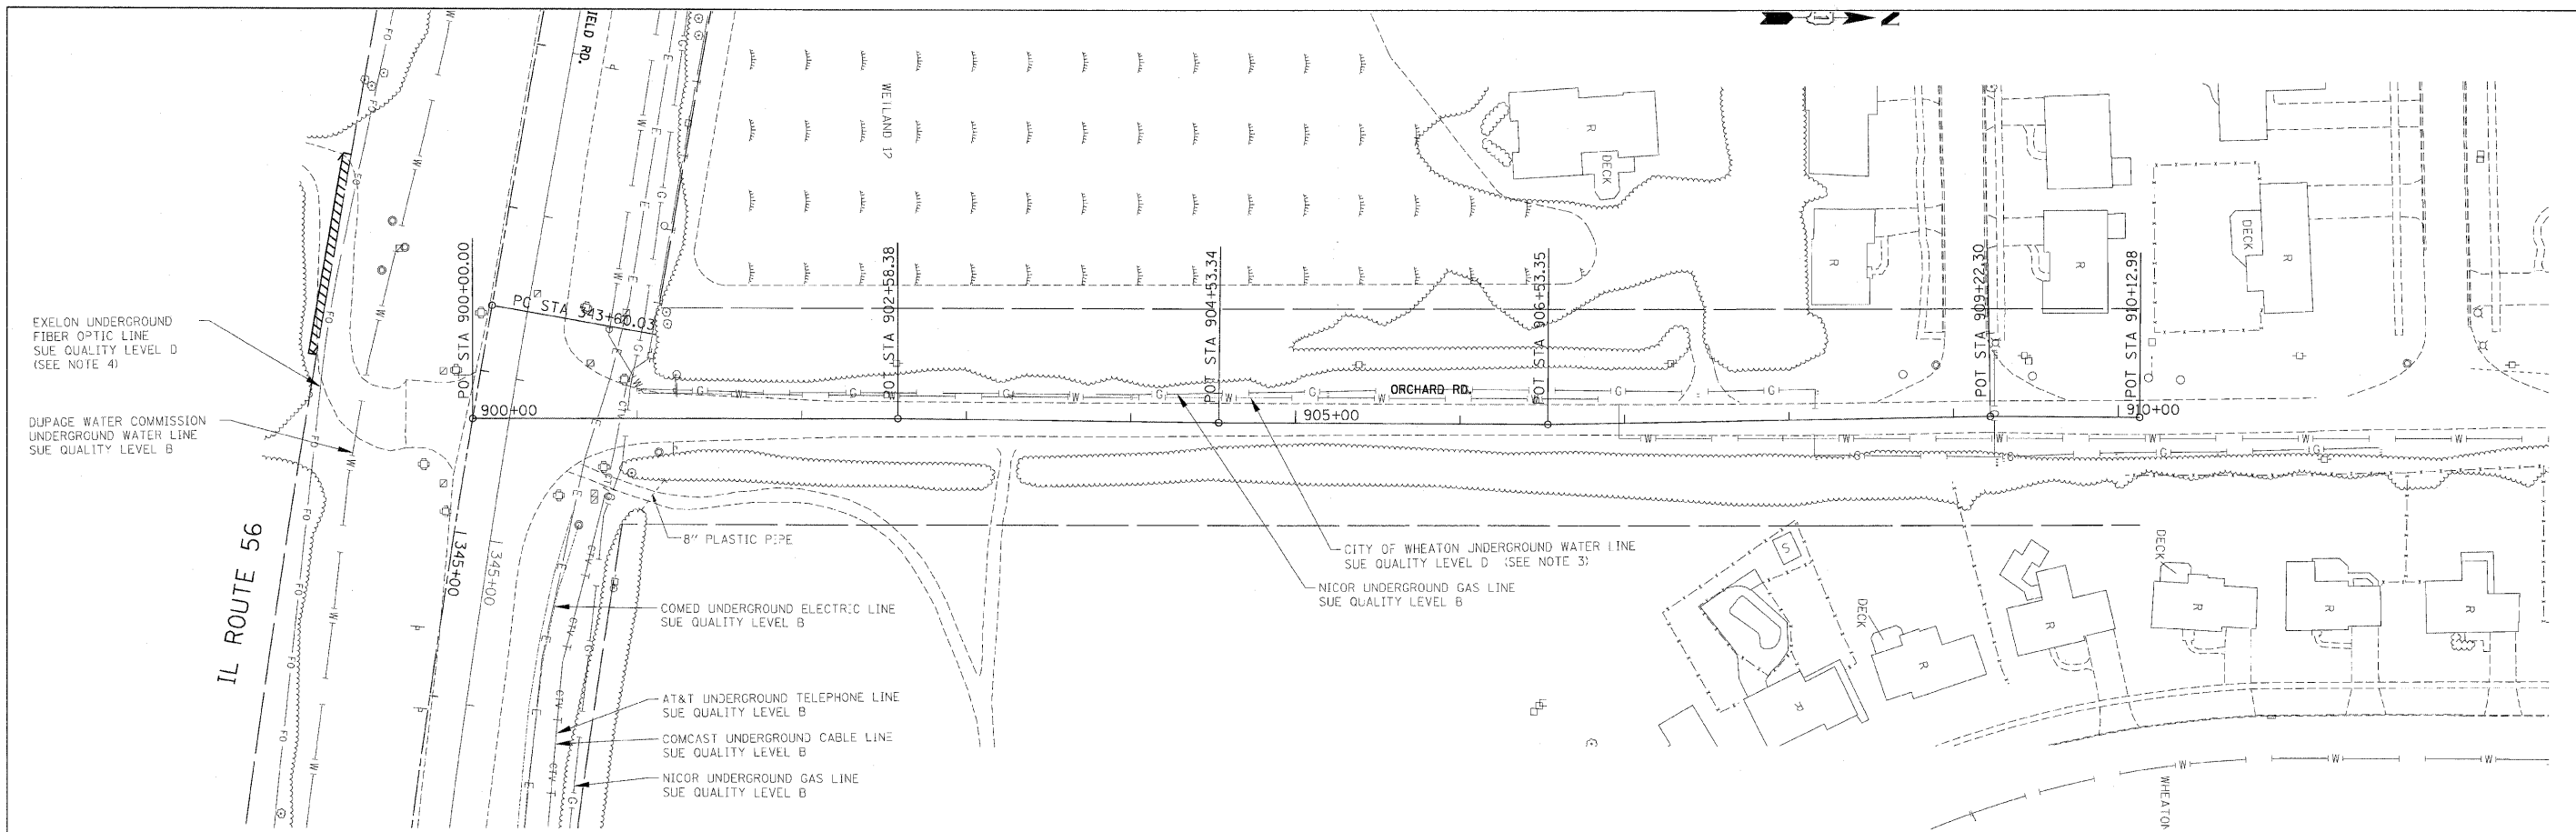 IELD RD.
WETLAND 12
DECK
R
DECK
R
R
R
N
EXELON UNDERGROUND
FIBER OPTIC LINE
SUE QUALITY LEVEL D
(SEE NOTE 4)
DUPAGE WATER COMMISSION
UNDERGROUND WATER LINE
SUE QUALITY LEVEL B
POT STA 900+00.00
PC STA 343+60.03
POT STA 902+58.38
POT STA 904+53.34
POT STA 906+53.35
POT STA 909+22.30
POT STA 910+12.98
900+00
905+00
ORCHARD RD.
910+00
IL ROUTE 56
345+00
345+00
8" PLASTIC PIPE
CITY OF WHEATON UNDERGROUND WATER LINE
SUE QUALITY LEVEL D (SEE NOTE 3)
NICOR UNDERGROUND GAS LINE
SUE QUALITY LEVEL B
COMED UNDERGROUND ELECTRIC LINE
SUE QUALITY LEVEL B
AT&T UNDERGROUND TELEPHONE LINE
SUE QUALITY LEVEL B
COMCAST UNDERGROUND CABLE LINE
SUE QUALITY LEVEL B
NICOR UNDERGROUND GAS LINE
SUE QUALITY LEVEL B
S
R
DECK
R
R
DECK
R
R
R
WHEATON